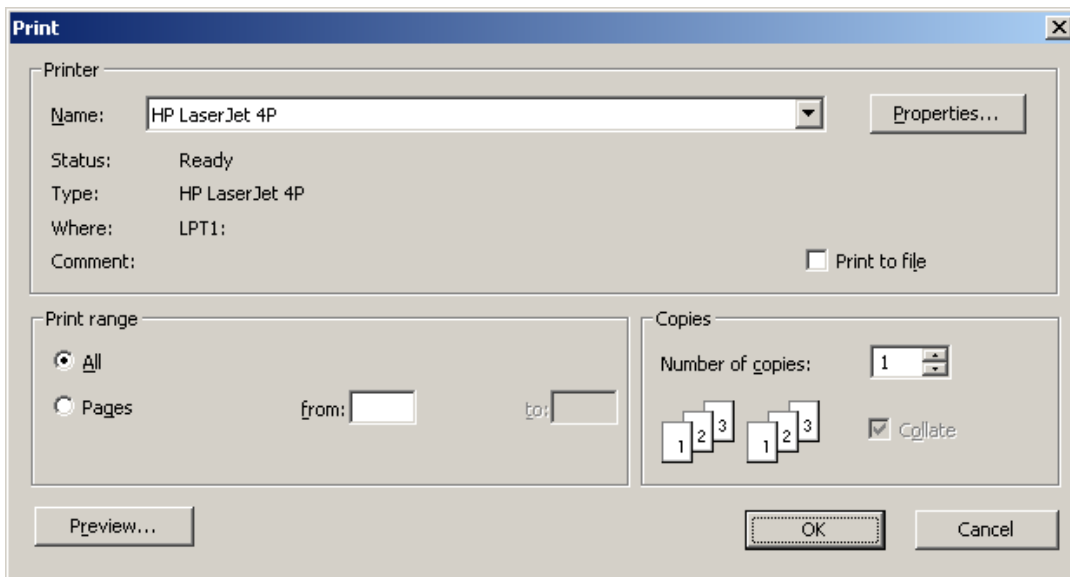 Print
Printer
Name: HP LaserJet 4P Properties...
Status: Ready
Type: HP LaserJet 4P
Where: LPT1:
Comment: Print to file
Print range
All
Pages from: to:
Copies
Number of copies: 1
1 2 3 1 2 3 Collate
Preview... OK Cancel